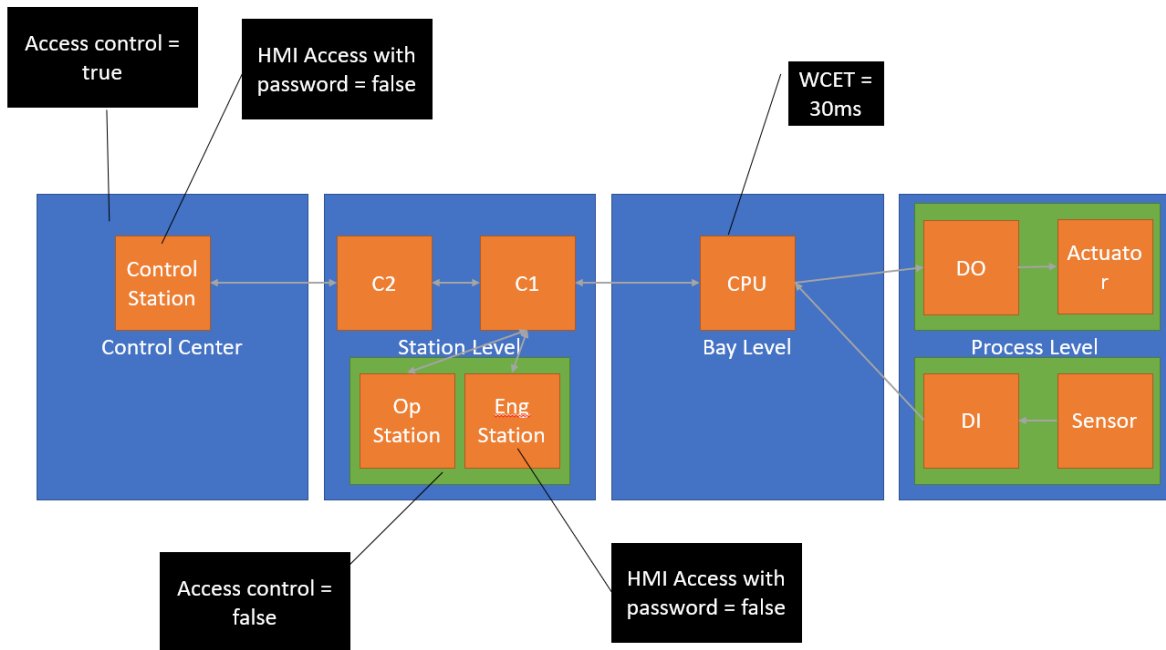 Access control =
true
HMI Access with
password = false
WCET =
30ms
Control
Station
C2
C1
CPU
DO
Actuato
r
Control Center
Station Level
Bay Level
Process Level
Op
Station
Eng
Station
DI
Sensor
Access control =
false
HMI Access with
password = false